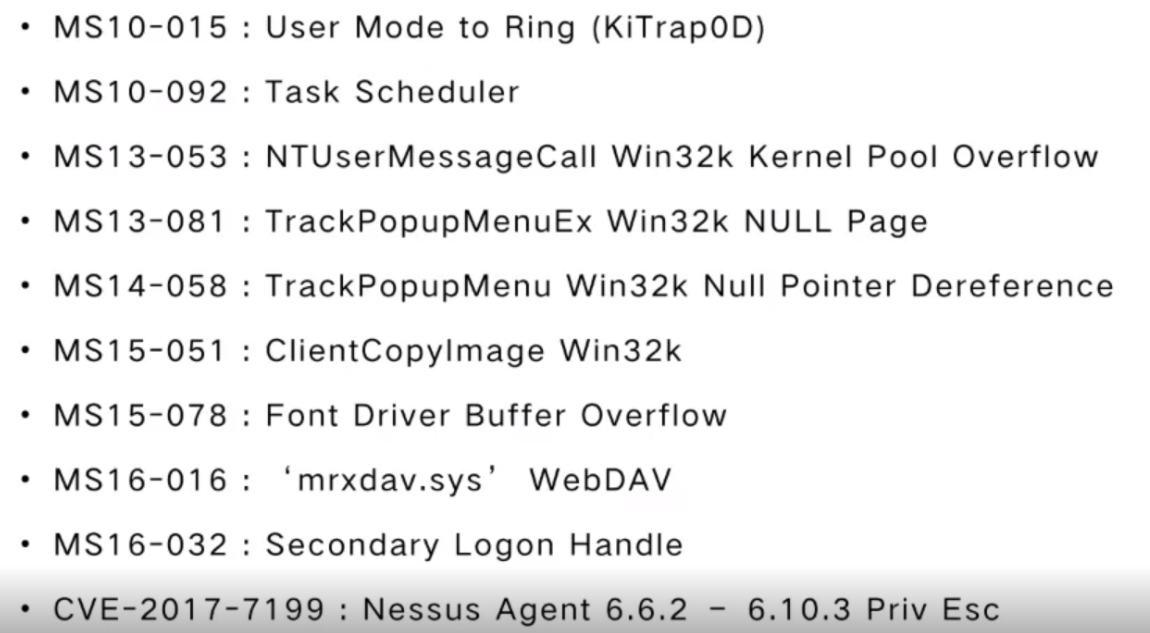 • MS10-015 : User Mode to Ring (KiTrap0D)
• MS10-092 : Task Scheduler
• MS13-053 : NTUserMessageCall Win32k Kernel Pool Overflow
• MS13-081 : TrackPopupMenuEx Win32k NULL Page
• MS14-058 : TrackPopupMenu Win32k Null Pointer Dereference
• MS15-051 : ClientCopyImage Win32k
• MS15-078 : Font Driver Buffer Overflow
• MS16-016 : ‘mrxdav.sys’ WebDAV
• MS16-032 : Secondary Logon Handle
• CVE-2017-7199 : Nessus Agent 6.6.2 – 6.10.3 Priv Esc